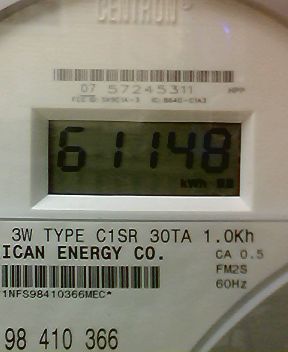 CENTRON
07 57245311
61148
kWh
3W TYPE C1SR 30TA 1.0Kh
ICAN ENERGY CO.
CA 0.5
FM2S
60Hz
1NFS98410366MEC*
98 410 366